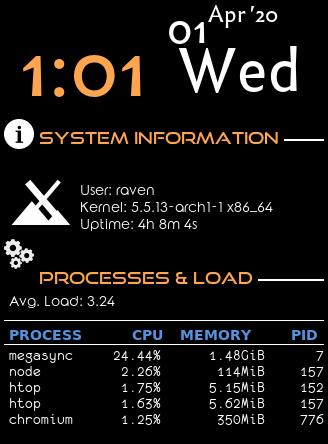 Apr '20
01
1:01 Wed
i SYSTEM INFORMATION
User: raven
Kernel: 5.5.13-arch1-1 x86_64
Uptime: 4h 8m 4s
PROCESSES & LOAD
Avg. Load: 3.24
PROCESS CPU MEMORY PID
megasync 24.44% 1.48GiB 7
node 2.26% 114MiB 157
htop 1.75% 5.15MiB 152
htop 1.63% 5.62MiB 157
chromium 1.25% 350MiB 776